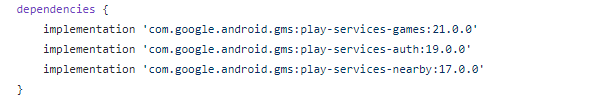 dependencies {
    implementation 'com.google.android.gms:play-services-games:21.0.0'
    implementation 'com.google.android.gms:play-services-auth:19.0.0'
    implementation 'com.google.android.gms:play-services-nearby:17.0.0'
}